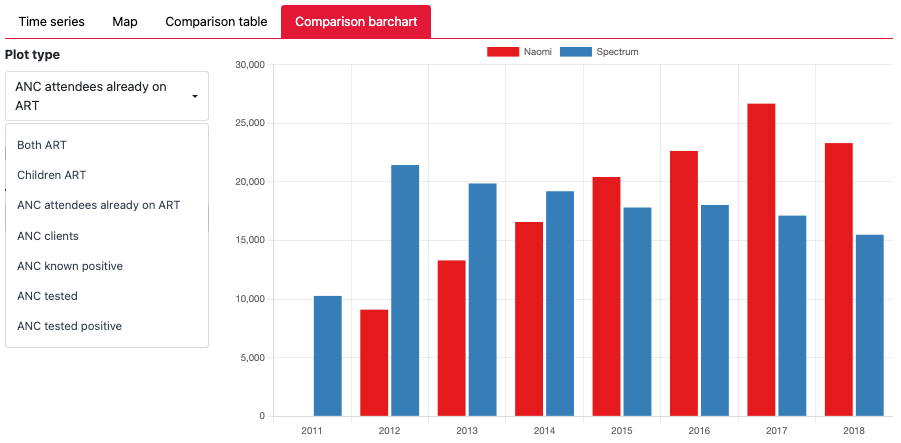 Time series
Map
Comparison table
Comparison barchart
Plot type
ANC attendees already on
ART
Both ART
Children ART
ANC attendees already on ART
ANC clients
ANC known positive
ANC tested
ANC tested positive
Naomi
Spectrum
30,000
25,000
20,000
15,000
10,000
5,000
0
2011
2012
2013
2014
2015
2016
2017
2018